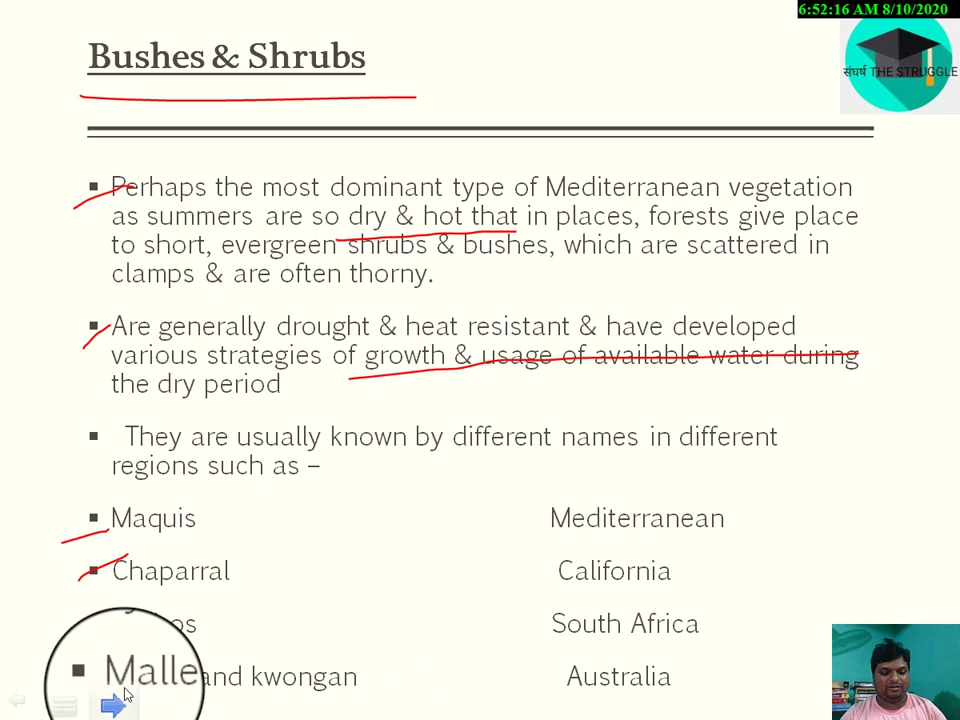 6:52:16 AM 8/10/2020
Bushes & Shrubs
संघर्ष THE STRUGGLE
▪ Perhaps the most dominant type of Mediterranean vegetation
as summers are so dry & hot that in places, forests give place
to short, evergreen shrubs & bushes, which are scattered in
clamps & are often thorny.
▪ Are generally drought & heat resistant & have developed
various strategies of growth & usage of available water during
the dry period
▪ They are usually known by different names in different
regions such as –
▪ Maquis Mediterranean
▪ Chaparral California
South Africa
▪ and kwongan Australia